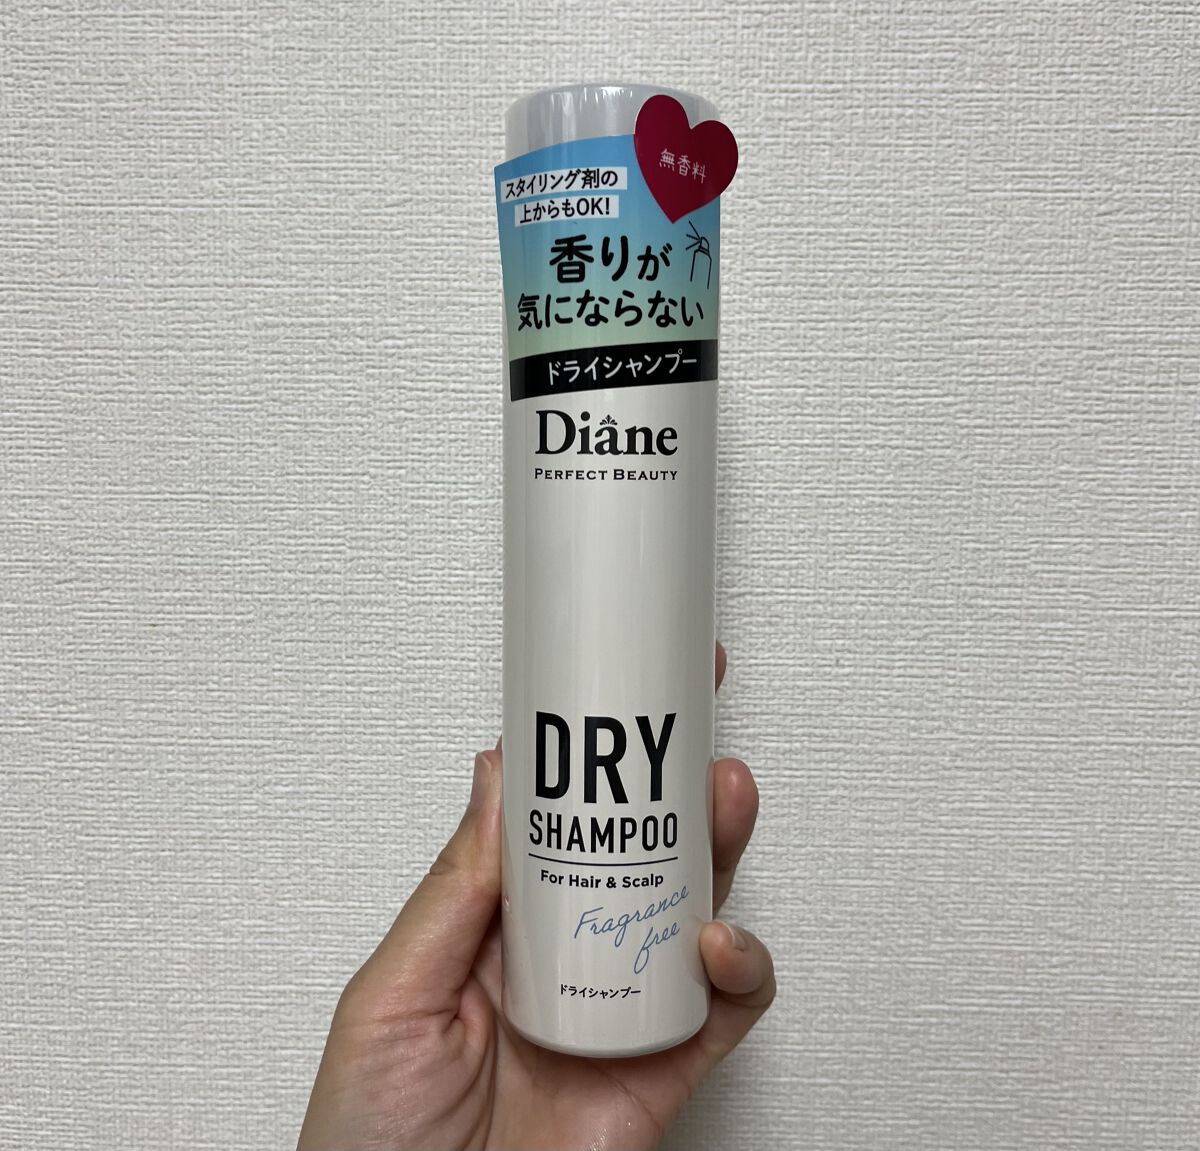 無香料
スタイリング剤の
上からもOK!
香りが
気にならない
ドライシャンプー
Diane
PERFECT BEAUTY
DRY
SHAMPOO
For Hair & Scalp
Fragrance
free
ドライシャンプー